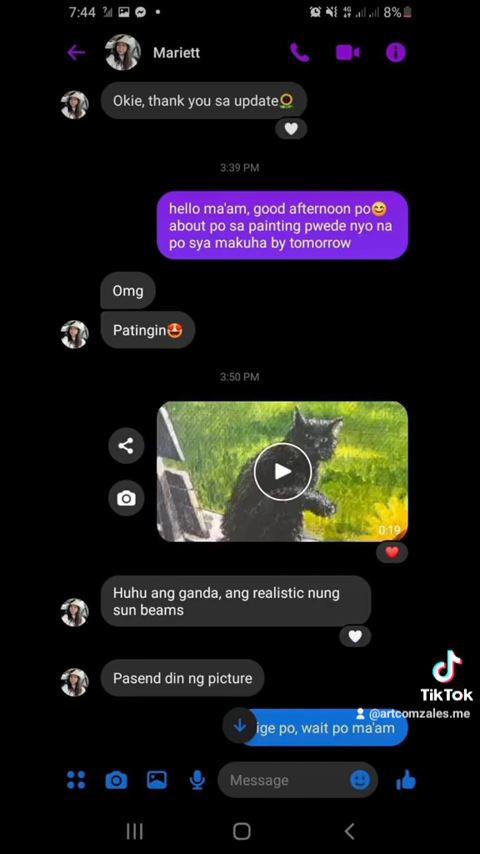 7:44
4G
8%
Mariett
Okie, thank you sa update🌻
3:39 PM
hello ma'am, good afternoon po😊
about po sa painting pwede nyo na
po sya makuha by tomorrow
Omg
Patingin🤩
3:50 PM
0:19
Huhu ang ganda, ang realistic nung
sun beams
Pasend din ng picture
ige po, wait po ma'am
TikTok
@artcomzales.me
Message